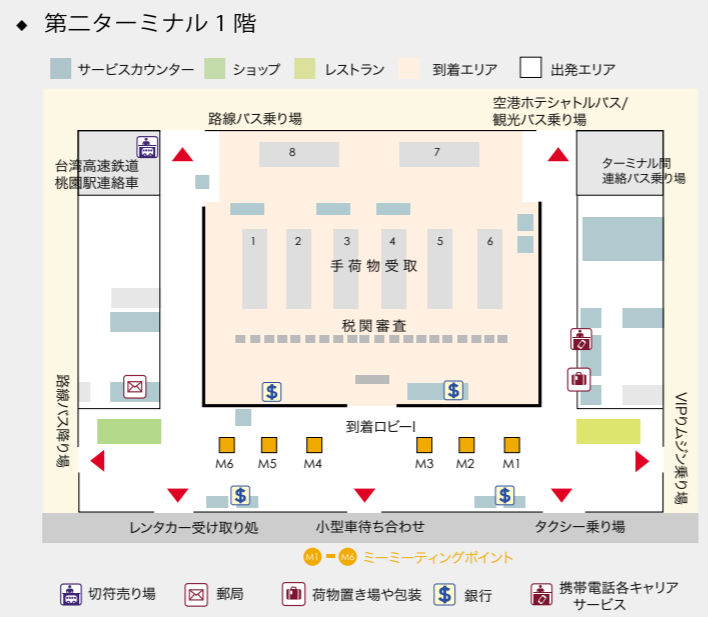 ◆ 第二ターミナル 1 階
サービスカウンター ショップ レストラン 到着エリア 出発エリア
路線バス乗り場
空港ホテシャトルバス/
観光バス乗り場
台湾高速鉄道
桃園駅連絡車
ターミナル間
連絡バス乗り場
8 7
1 2 3 4 5 6
手荷物受取
税関審査
路線バス降り場
VIPりムジン乗り場
到着ロビーI
M6 M5 M4 M3 M2 M1
レンタカー受け取り処 小型車待ち合わせ タクシー乗り場
M1 - M6 ミーミーティングポイント
切符売り場 郵局 荷物置き場や包装 銀行 携帯電話各キャリア
サービス